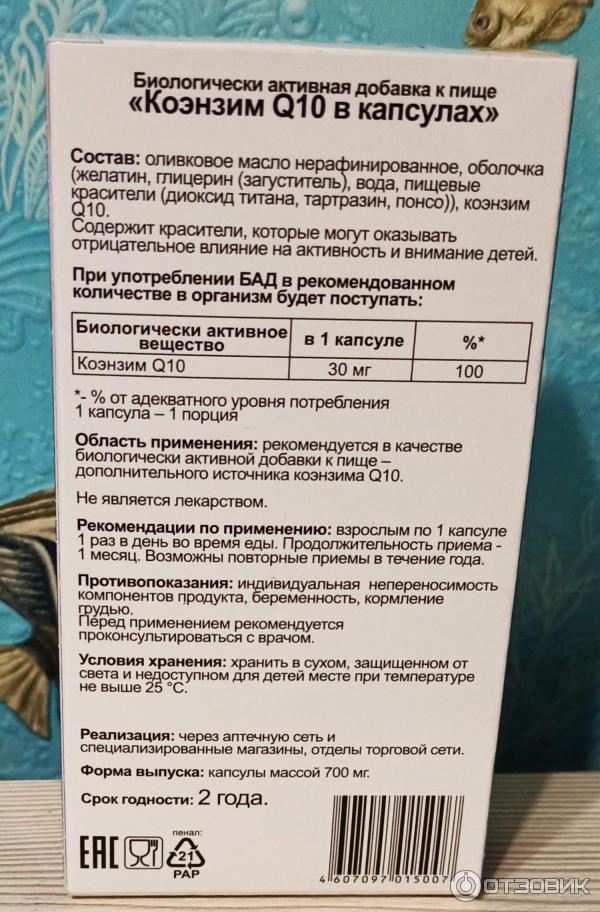 Биологически активная добавка к пище
«Коэнзим Q10 в капсулах»
Состав: оливковое масло нерафинированное, оболочка
(желатин, глицерин (загуститель), вода, пищевые
красители (диоксид титана, тартразин, понсо)), коэнзим
Q10.
Содержит красители, которые могут оказывать
отрицательное влияние на активность и внимание детей.
При употреблении БАД в рекомендованном
количестве в организм будет поступать:
Биологически активное вещество в 1 капсуле %*
Коэнзим Q10 30 мг 100
*- % от адекватного уровня потребления
1 капсула – 1 порция
Область применения: рекомендуется в качестве
биологически активной добавки к пище –
дополнительного источника коэнзима Q10.
Не является лекарством.
Рекомендации по применению: взрослым по 1 капсуле
1 раз в день во время еды. Продолжительность приема -
1 месяц. Возможны повторные приемы в течение года.
Противопоказания: индивидуальная непереносимость
компонентов продукта, беременность, кормление
грудью.
Перед применением рекомендуется
проконсультироваться с врачом.
Условия хранения: хранить в сухом, защищенном от
света и недоступном для детей месте при температуре
не выше 25 °С.
Реализация: через аптечную сеть и
специализированные магазины, отделы торговой сети.
Форма выпуска: капсулы массой 700 мг.
Срок годности: 2 года.
пенал:
EAC 21
PAP
4 607097 015007
ОТЗОВИК